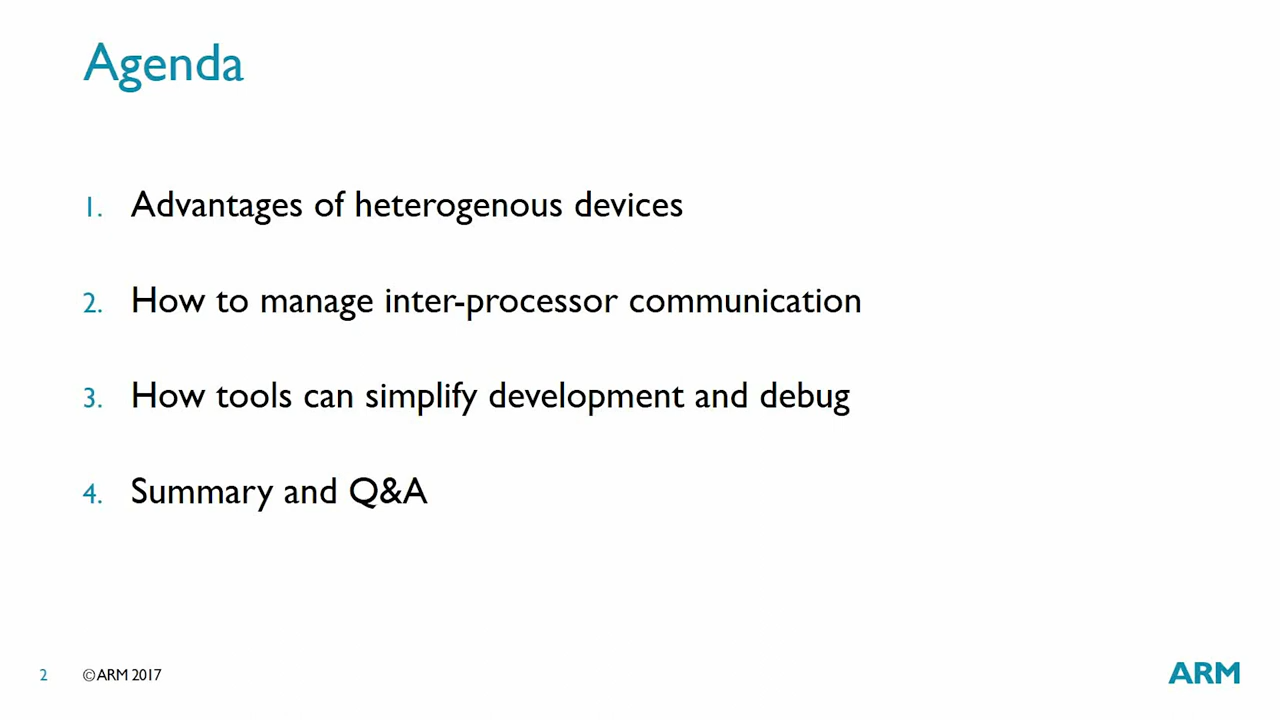 Agenda
1. Advantages of heterogenous devices
2. How to manage inter-processor communication
3. How tools can simplify development and debug
4. Summary and Q&A
2 ©ARM 2017
ARM